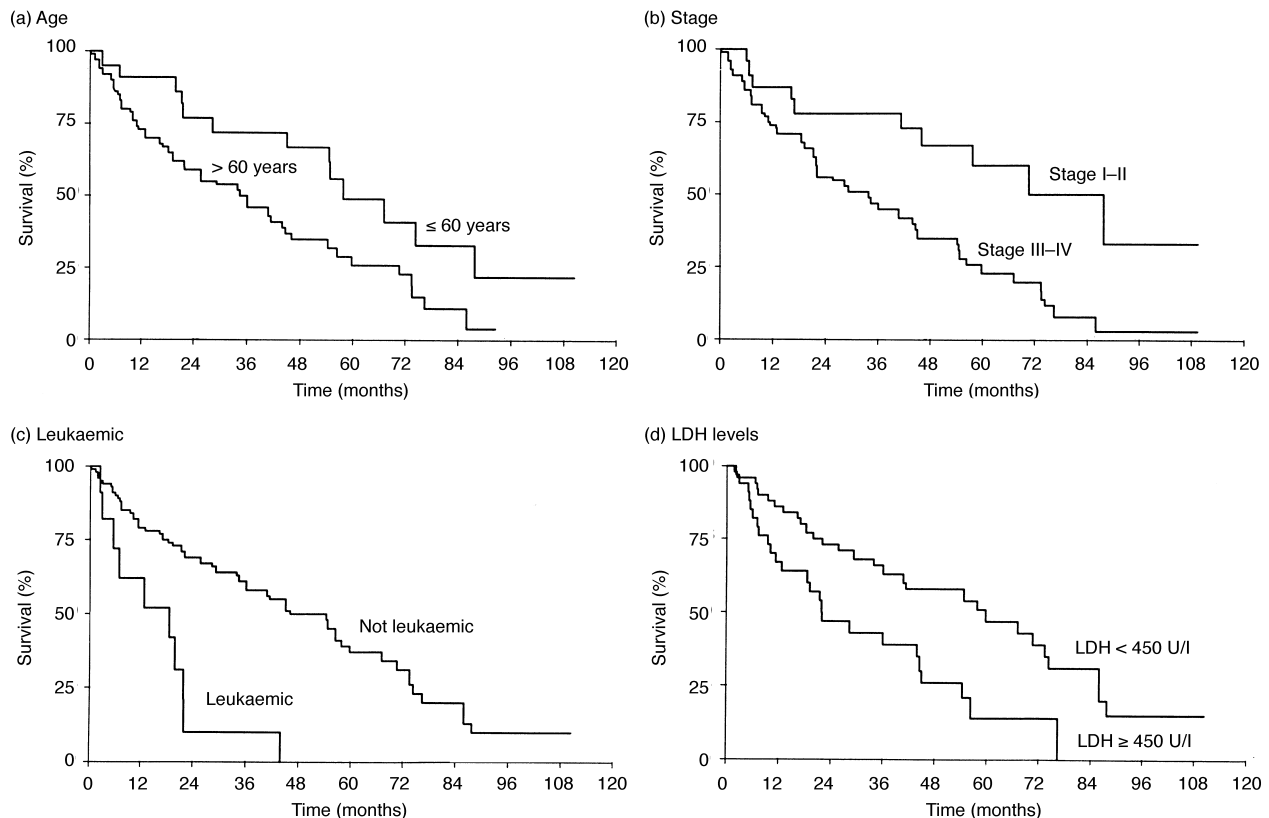 (a) Age
100
75
50
25
0
Survival (%)
> 60 years
≤ 60 years
0 12 24 36 48 60 72 84 96 108 120
Time (months)
(b) Stage
100
75
50
25
0
Survival (%)
Stage I–II
Stage III–IV
0 12 24 36 48 60 72 84 96 108 120
Time (months)
(c) Leukaemic
100
75
50
25
0
Survival (%)
Not leukaemic
Leukaemic
0 12 24 36 48 60 72 84 96 108 120
Time (months)
(d) LDH levels
100
75
50
25
0
Survival (%)
LDH < 450 U/l
LDH ≥ 450 U/l
0 12 24 36 48 60 72 84 96 108 120
Time (months)